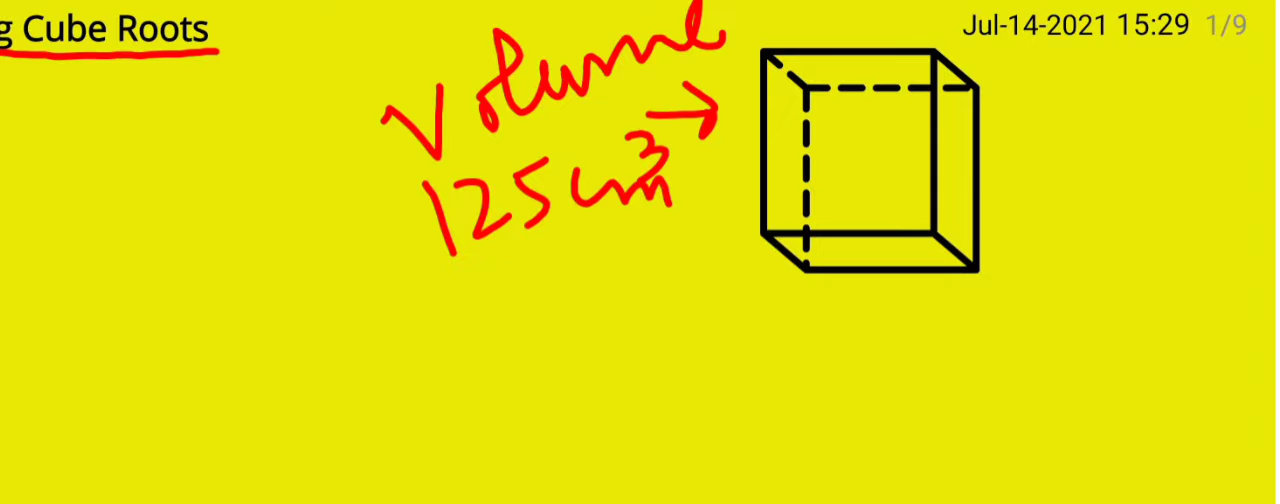 g Cube Roots
Jul-14-2021 15:29 1/9
Volume
125 cm³ →